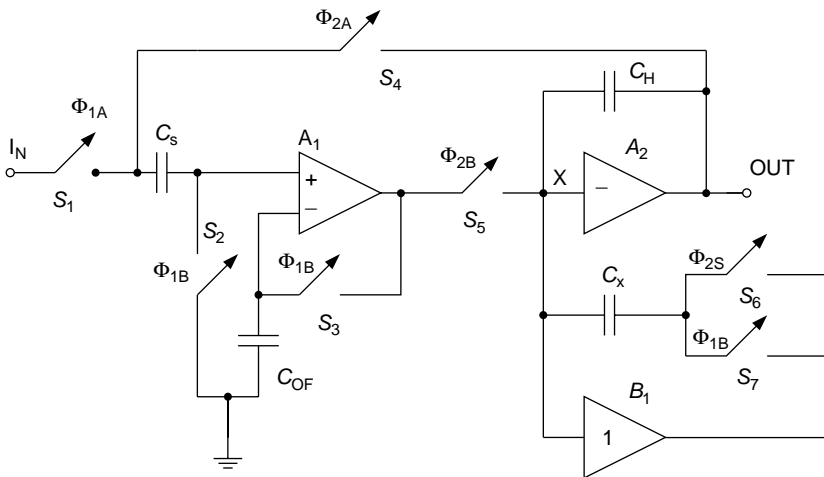 Φ2A
S4
CH
IN
Φ1A
Cs
A1
Φ2B
A2
OUT
+
X
−
−
S1
S2
S5
Φ1B
Φ1B
Cx
Φ2S
S6
S3
Φ1B
COF
S7
B1
1